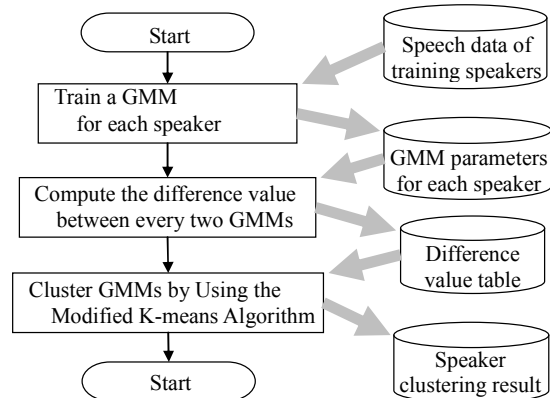 Start
Speech data of
training speakers
Train a GMM
for each speaker
GMM parameters
for each speaker
Compute the difference value
between every two GMMs
Difference
value table
Cluster GMMs by Using the
Modified K-means Algorithm
Speaker
clustering result
Start